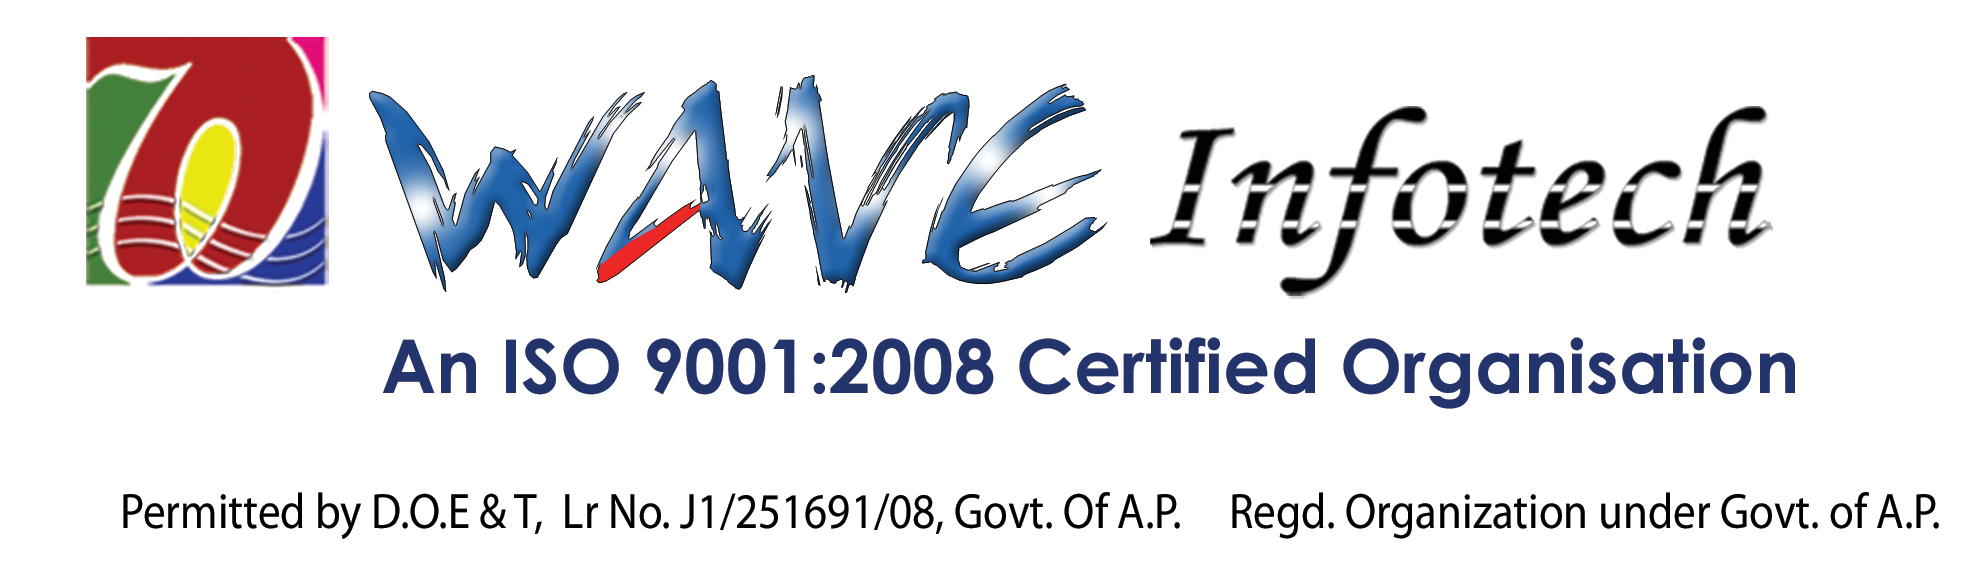 WAVE Infotech
An ISO 9001:2008 Certified Organisation
Permitted by D.O.E & T, Lr No. J1/251691/08, Govt. Of A.P. Regd. Organization under Govt. of A.P.